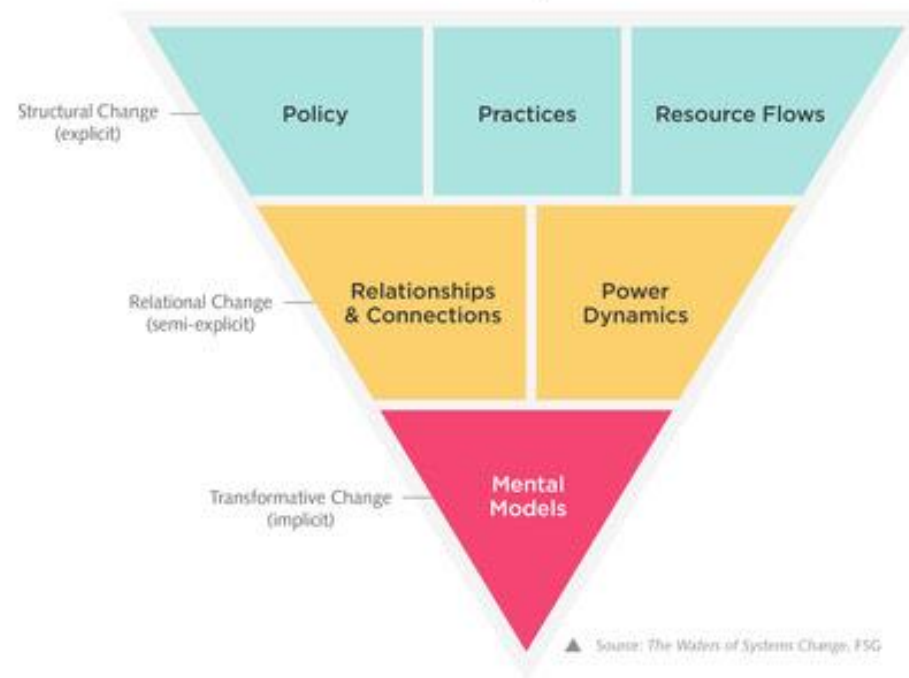 Structural Change
(explicit)
Policy
Practices
Resource Flows
Relational Change
(semi-explicit)
Relationships
& Connections
Power
Dynamics
Transformative Change
(implicit)
Mental
Models
Source: The Waters of Systems Change, FSG